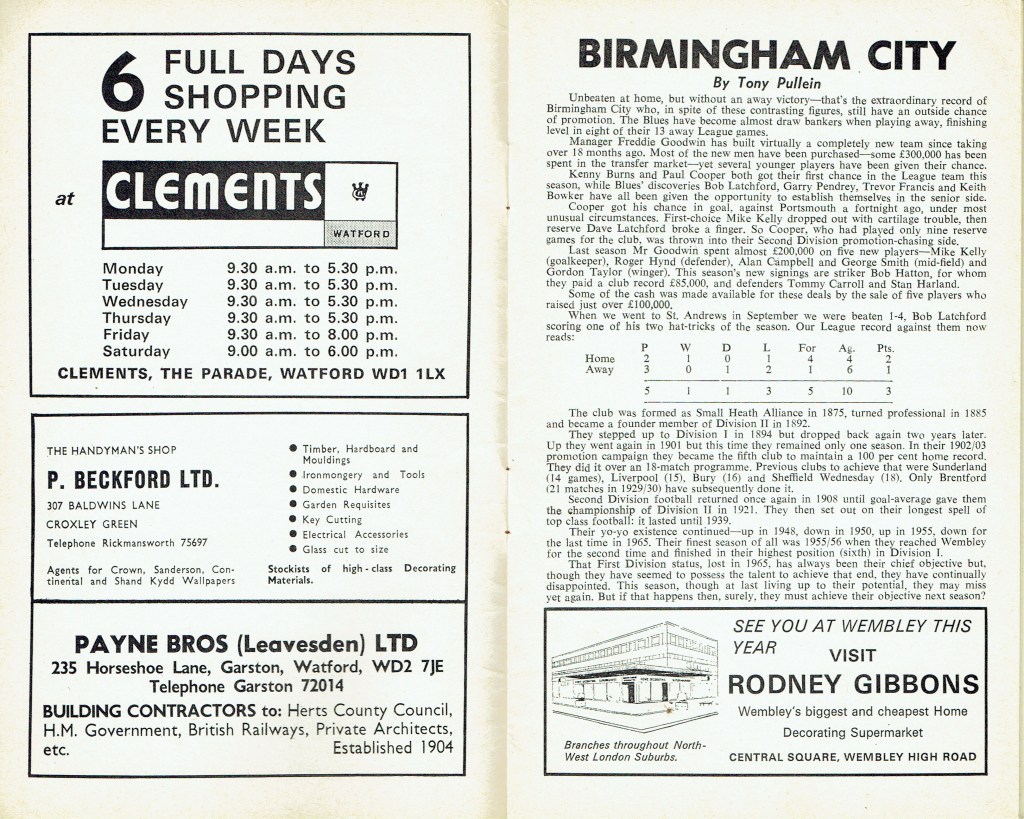 6 FULL DAYS
SHOPPING
EVERY WEEK
at CLEMENTS
WATFORD
Monday 9.30 a.m. to 5.30 p.m.
Tuesday 9.30 a.m. to 5.30 p.m.
Wednesday 9.30 a.m. to 5.30 p.m.
Thursday 9.30 a.m. to 5.30 p.m.
Friday 9.30 a.m. to 8.00 p.m.
Saturday 9.00 a.m. to 6.00 p.m.
CLEMENTS, THE PARADE, WATFORD WD1 1LX
THE HANDYMAN'S SHOP
P. BECKFORD LTD.
307 BALDWINS LANE
CROXLEY GREEN
Telephone Rickmansworth 75697
Agents for Crown, Sanderson, Con-
tinental and Shand Kydd Wallpapers
● Timber, Hardboard and
Mouldings
● Ironmongery and Tools
● Domestic Hardware
● Garden Requisites
● Key Cutting
● Electrical Accessories
● Glass cut to size
Stockists of high-class Decorating
Materials.
PAYNE BROS (Leavesden) LTD
235 Horseshoe Lane, Garston, Watford, WD2 7JE
Telephone Garston 72014
BUILDING CONTRACTORS to: Herts County Council,
H.M. Government, British Railways, Private Architects,
etc. Established 1904
BIRMINGHAM CITY
By Tony Pullein
Unbeaten at home, but without an away victory—that's the extraordinary record of
Birmingham City who, in spite of these contrasting figures, still have an outside chance
of promotion. The Blues have become almost draw bankers when playing away, finishing
level in eight of their 13 away League games.
Manager Freddie Goodwin has built virtually a completely new team since taking
over 18 months ago. Most of the new men have been purchased—some £300,000 has been
spent in the transfer market—yet several younger players have been given their chance.
Kenny Burns and Paul Cooper both got their first chance in the League team this
season, while Blues' discoveries Bob Latchford, Garry Pendrey, Trevor Francis and Keith
Bowker have all been given the opportunity to establish themselves in the senior side.
Cooper got his chance in goal, against Portsmouth a fortnight ago, under most
unusual circumstances. First-choice Mike Kelly dropped out with cartilage trouble, then
reserve Dave Latchford broke a finger. So Cooper, who had played only nine reserve
games for the club, was thrown into their Second Division promotion-chasing side.
Last season Mr Goodwin spent almost £200,000 on five new players—Mike Kelly
(goalkeeper), Roger Hynd (defender), Alan Campbell and George Smith (mid-field) and
Gordon Taylor (winger). This season's new signings are striker Bob Hatton, for whom
they paid a club record £85,000, and defenders Tommy Carroll and Stan Harland.
Some of the cash was made available for these deals by the sale of five players who
raised just over £100,000.
When we went to St. Andrews in September we were beaten 1-4, Bob Latchford
scoring one of his two hat-tricks of the season. Our League record against them now
reads:
P W D L For Ag. Pts.
Home 2 1 0 1 4 4 2
Away 3 0 1 2 1 6 1
5 1 1 3 5 10 3
The club was formed as Small Heath Alliance in 1875, turned professional in 1885
and became a founder member of Division II in 1892.
They stepped up to Division I in 1894 but dropped back again two years later.
Up they went again in 1901 but this time they remained only one season. In their 1902/03
promotion campaign they became the fifth club to maintain a 100 per cent home record.
They did it over an 18-match programme. Previous clubs to achieve that were Sunderland
(14 games), Liverpool (15), Bury (16) and Sheffield Wednesday (18). Only Brentford
(21 matches in 1929/30) have subsequently done it.
Second Division football returned once again in 1908 until goal-average gave them
the championship of Division II in 1921. They then set out on their longest spell of
top class football: it lasted until 1939.
Their yo-yo existence continued—up in 1948, down in 1950, up in 1955, down for
the last time in 1965. Their finest season of all was 1955/56 when they reached Wembley
for the second time and finished in their highest position (sixth) in Division I.
That First Division status, lost in 1965, has always been their chief objective but,
though they have seemed to possess the talent to achieve that end, they have continually
disappointed. This season, though at last living up to their potential, they may miss
yet again. But if that happens then, surely, they must achieve their objective next season?
SEE YOU AT WEMBLEY THIS
YEAR
VISIT
RODNEY GIBBONS
Wembley's biggest and cheapest Home
Decorating Supermarket
CENTRAL SQUARE, WEMBLEY HIGH ROAD
Branches throughout North-
West London Suburbs.